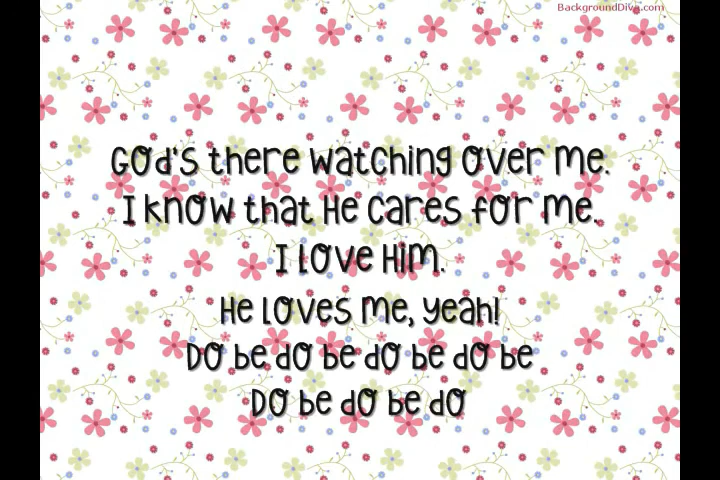 BackgroundDiva.com
God's there watching over me.
I know that He cares for me.
I love Him.
He loves me, yeah!
Do be do be do be do be
Do be do be do